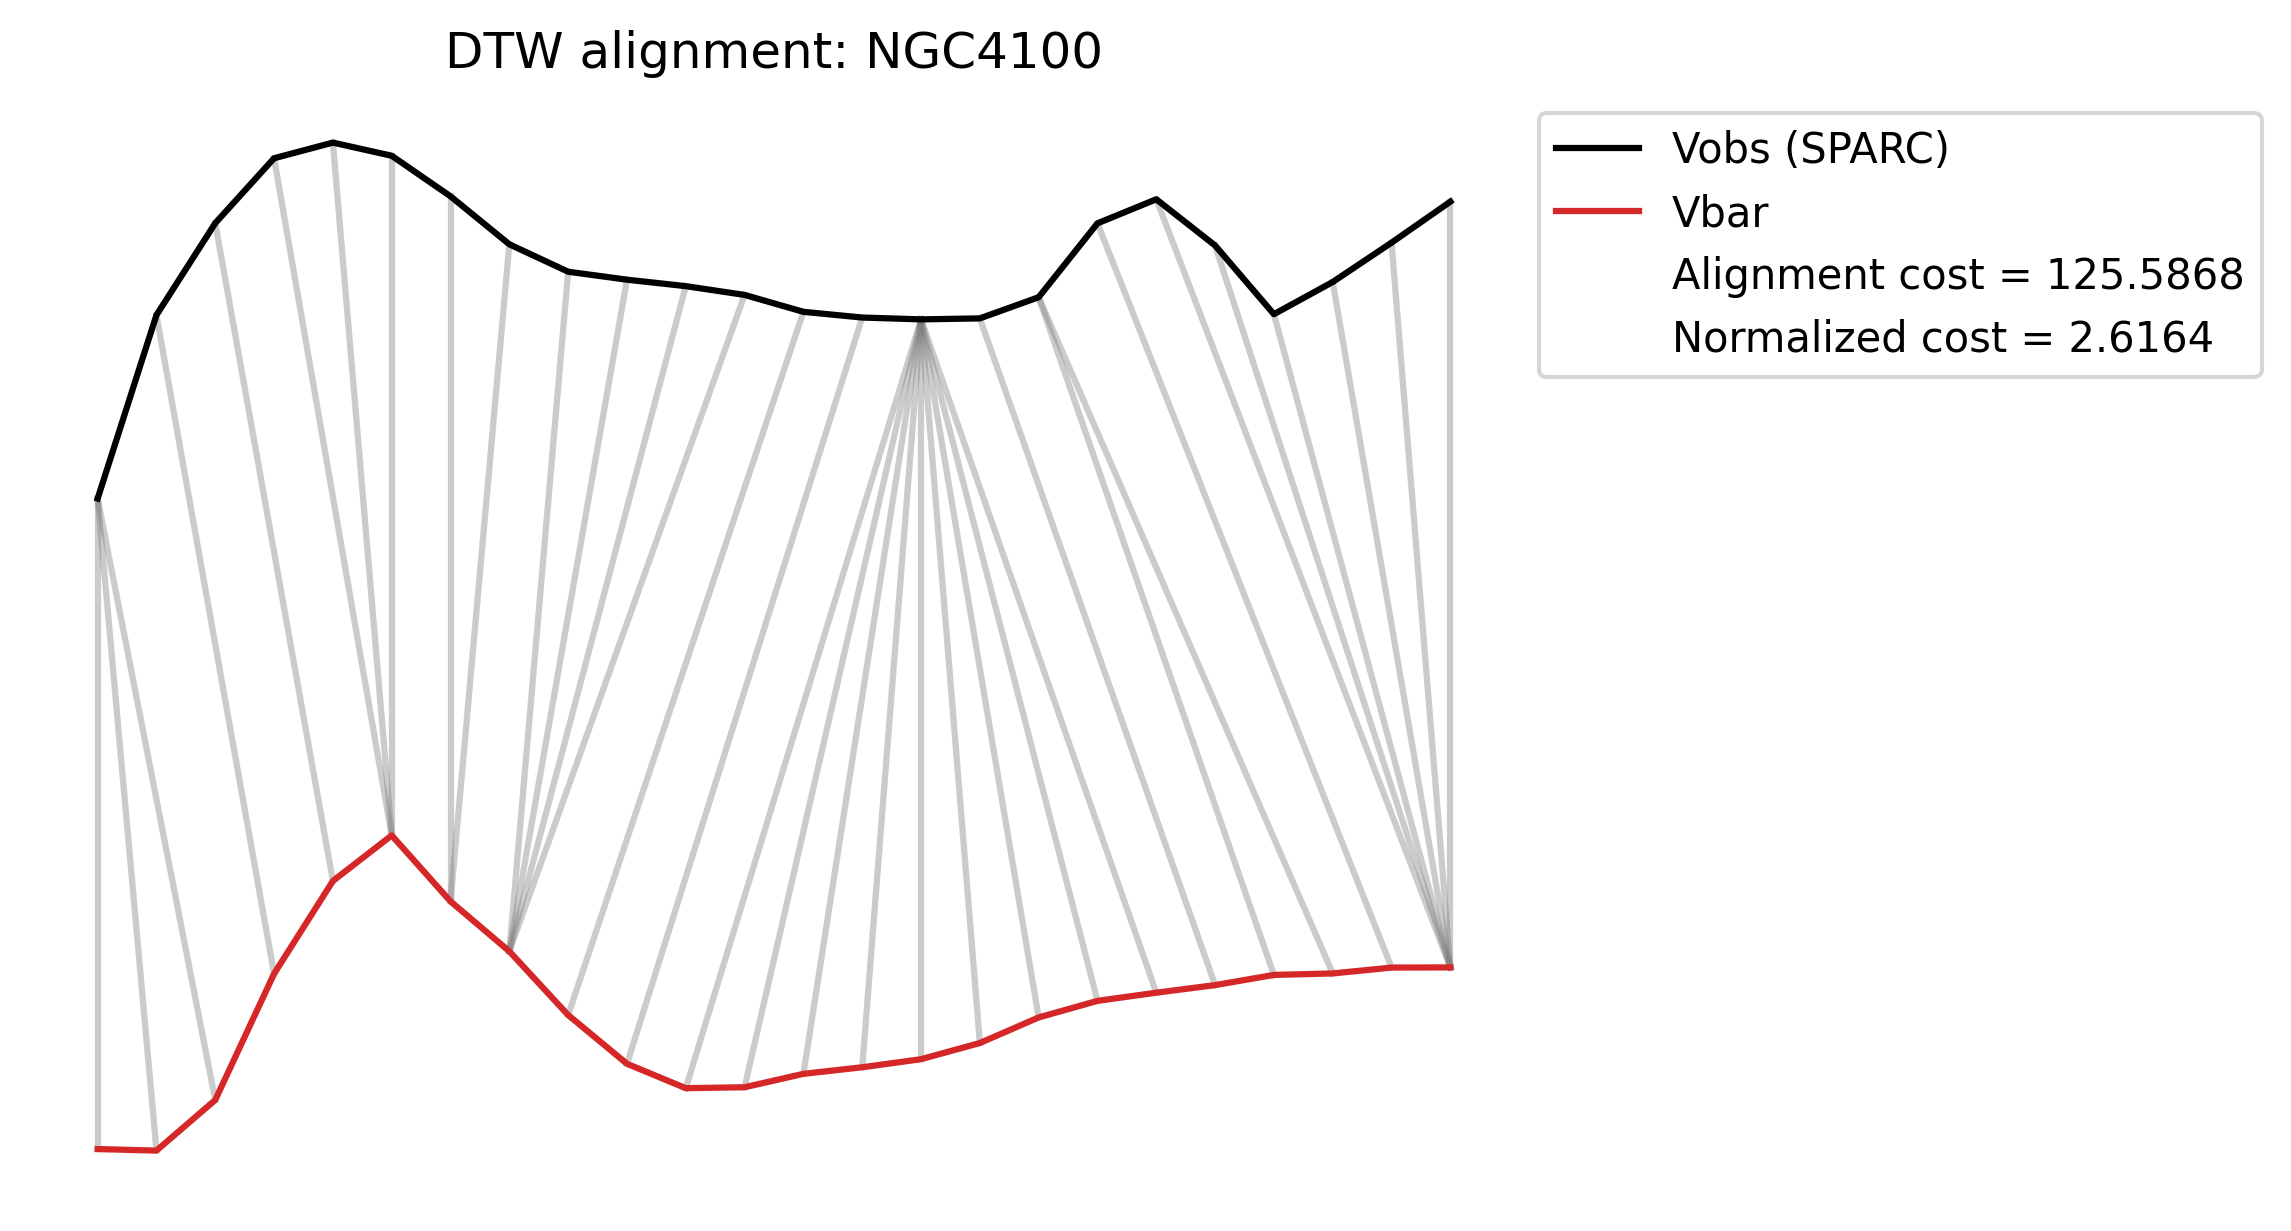 DTW alignment: NGC4100
Vobs (SPARC)
Vbar
Alignment cost = 125.5868
Normalized cost = 2.6164